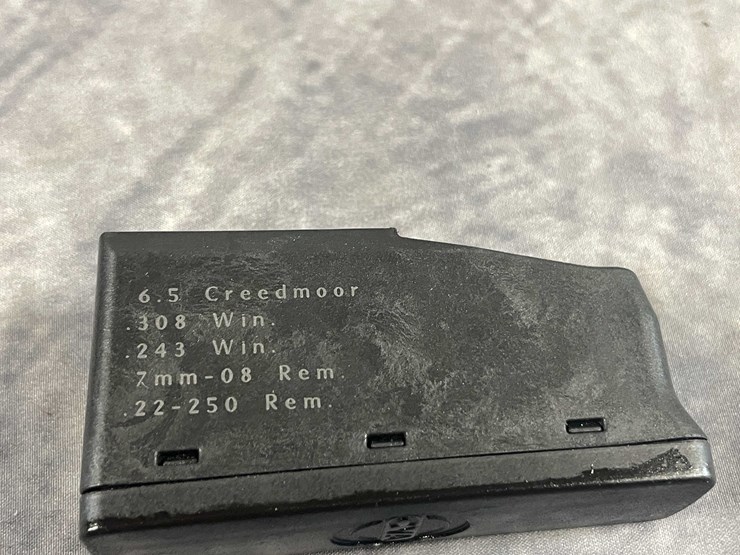 6.5 Creedmoor
.308 Win.
.243 Win.
7mm-08 Rem.
.22-250 Rem.